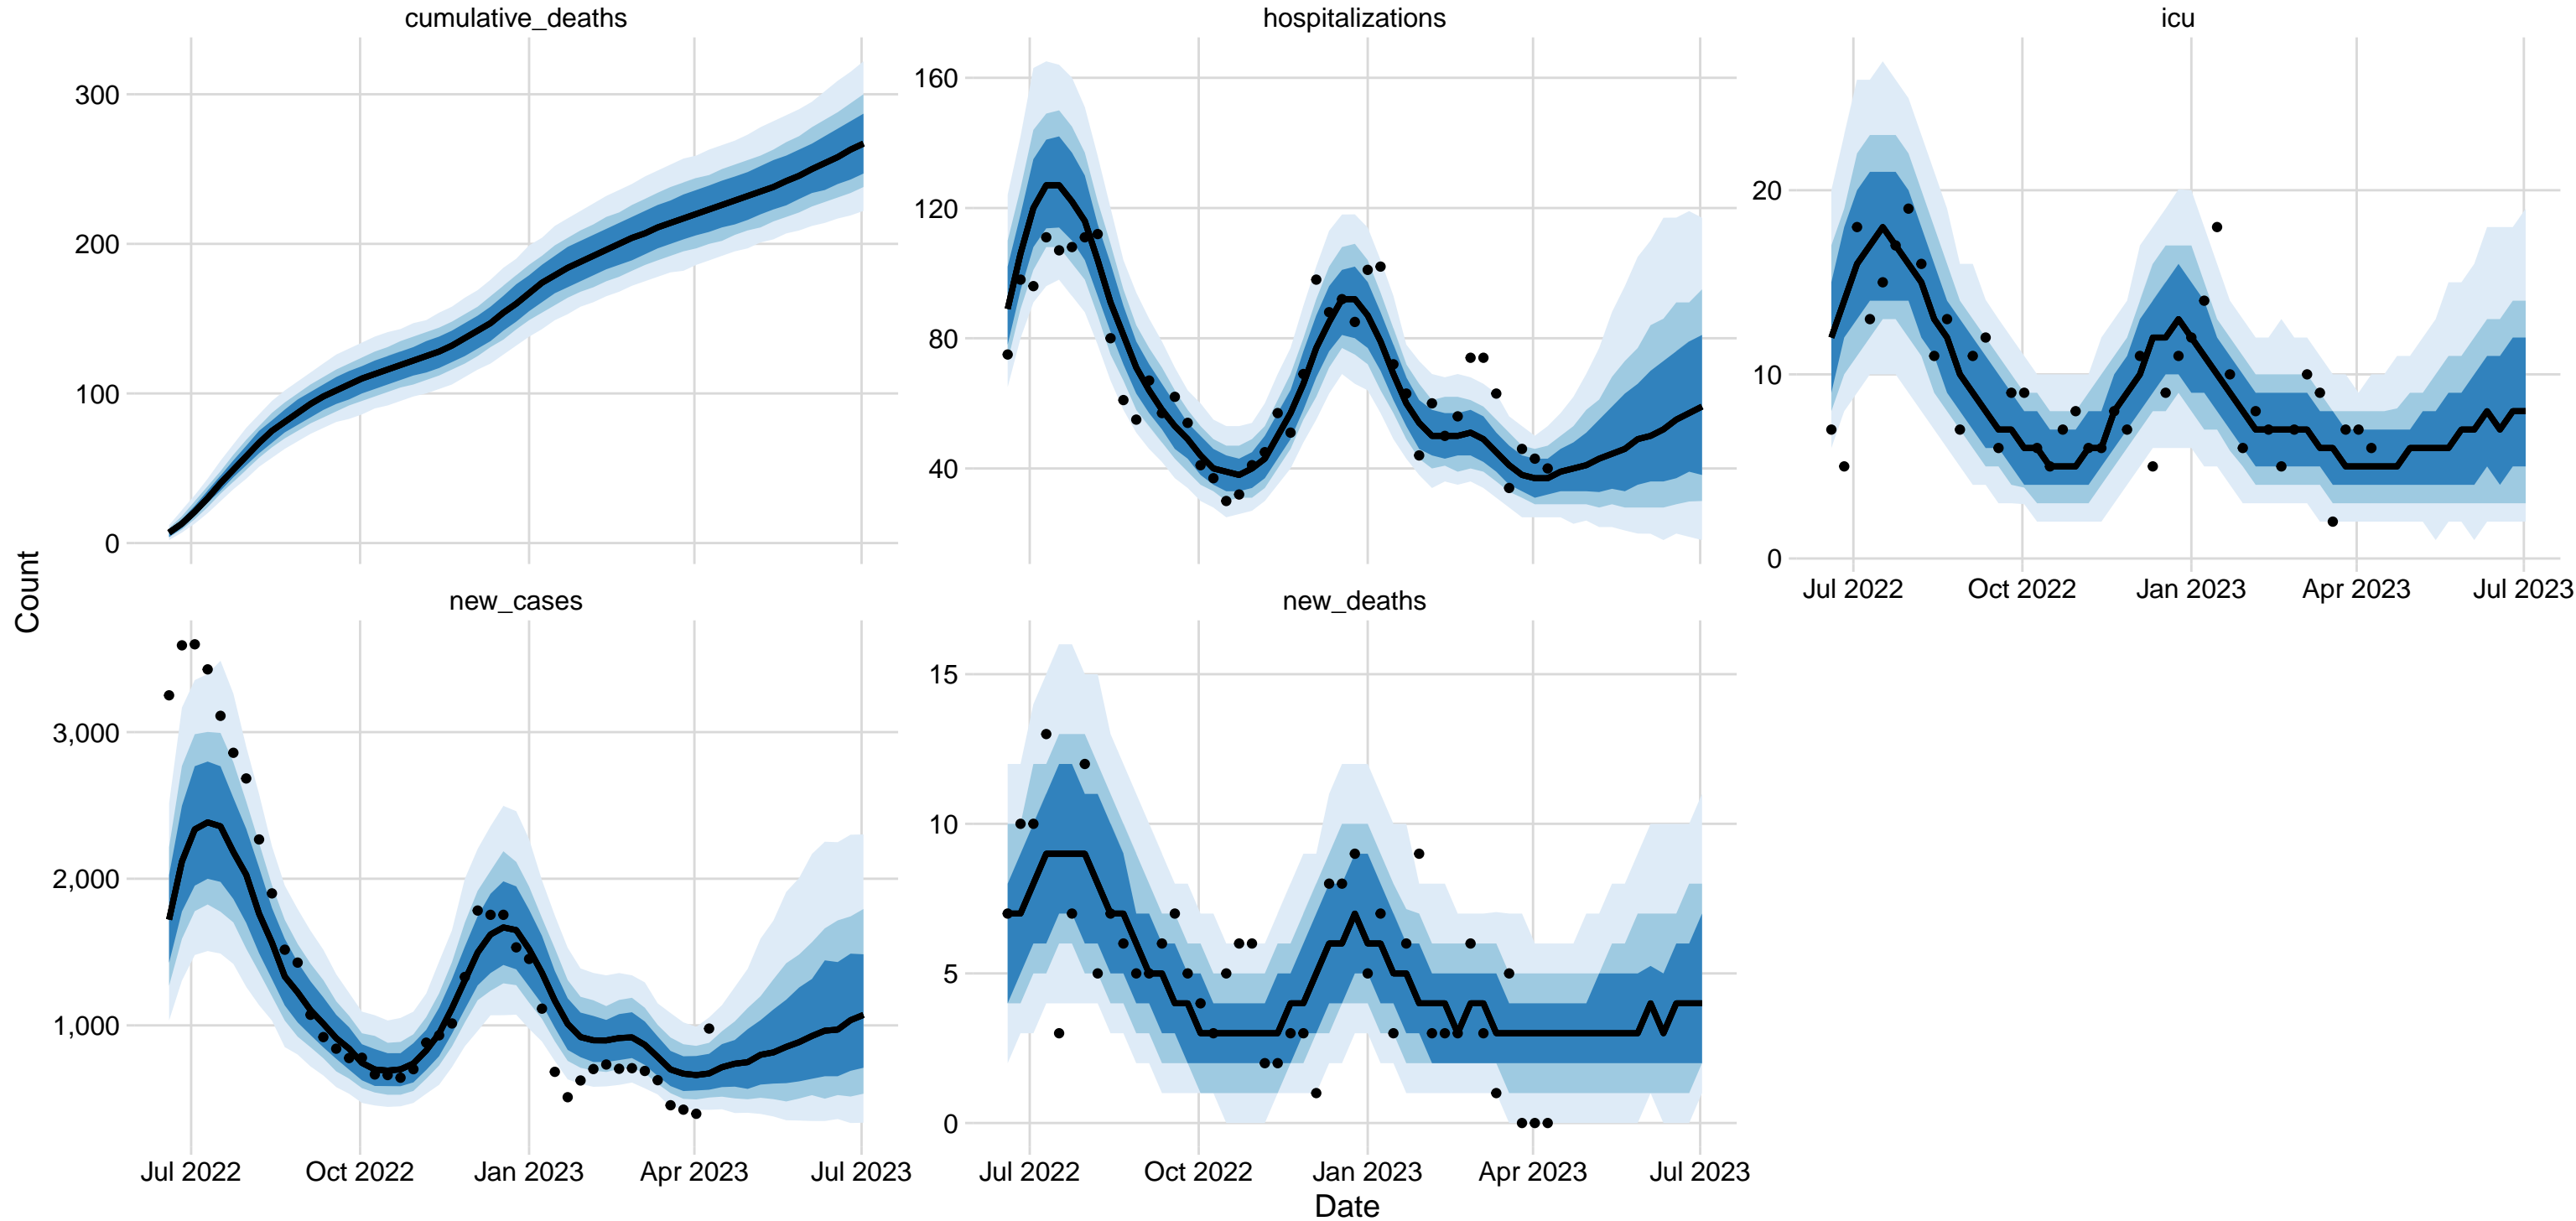 cumulative_deaths
300
200
100
0
hospitalizations
160
120
80
40
icu
20
10
0
Jul 2022 Oct 2022 Jan 2023 Apr 2023 Jul 2023
Count
new_cases
3,000
2,000
1,000
Jul 2022 Oct 2022 Jan 2023 Apr 2023 Jul 2023
new_deaths
15
10
5
0
Jul 2022 Oct 2022 Jan 2023 Apr 2023 Jul 2023
Date